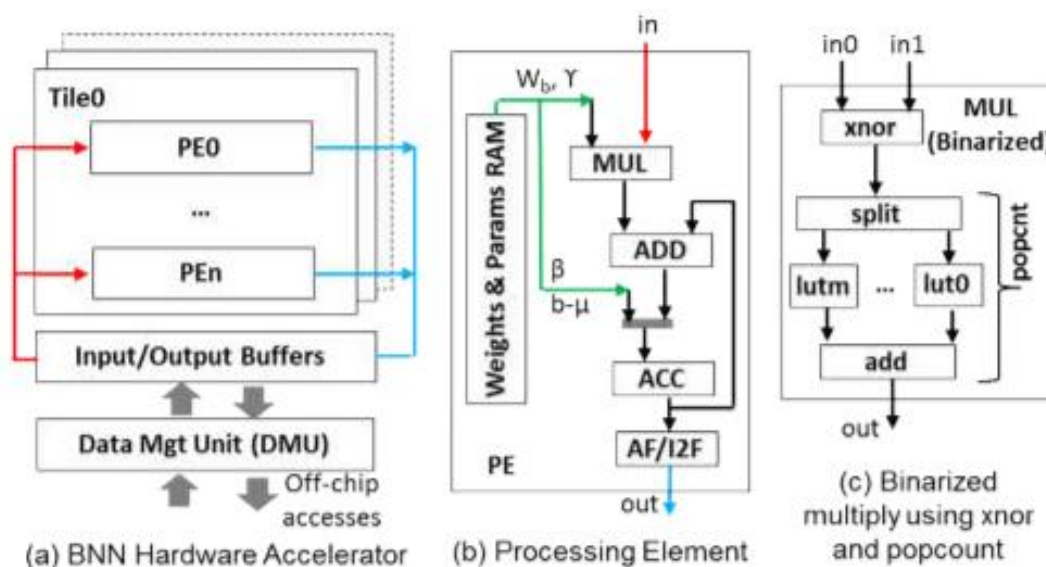 Tile0
PE0
...
PEn
Input/Output Buffers
Data Mgt Unit (DMU)
Off-chip
accesses
(a) BNN Hardware Accelerator
in
W_b, ϒ
Weights & Params RAM
MUL
ADD
β
b-μ
ACC
AF/I2F
PE
out
(b) Processing Element
in0 in1
MUL
(Binarized)
xnor
split
lutm ... lut0
popcnt
add
out
(c) Binarized
multiply using xnor
and popcount